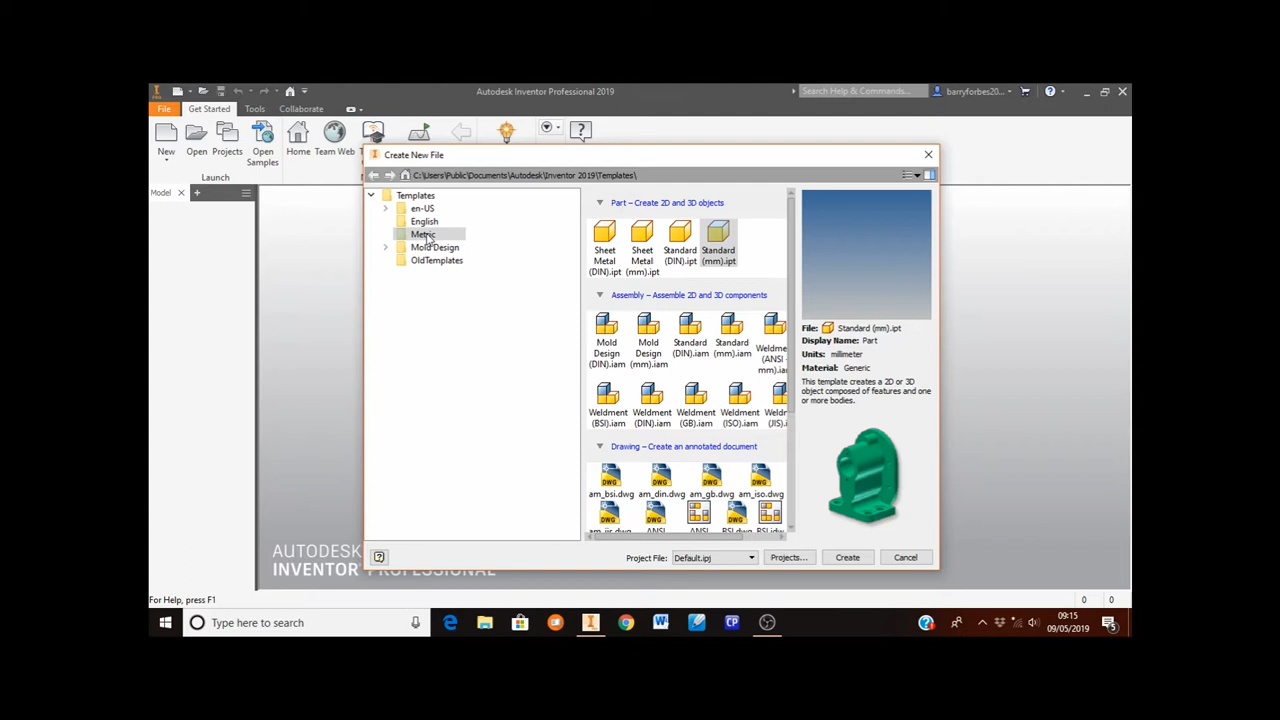 Autodesk Inventor Professional 2019
Search Help & Commands...
barryforbes20...
File
Get Started
Tools
Collaborate
New
Open
Projects
Open Samples
Home
Team Web
Launch
Model
Create New File
C:\Users\Public\Documents\Autodesk\Inventor 2019\Templates\
Templates
en-US
English
Metric
Mold Design
OldTemplates
Part – Create 2D and 3D objects
Sheet Metal (DIN).ipt
Sheet Metal (mm).ipt
Standard (DIN).ipt
Standard (mm).ipt
Assembly – Assemble 2D and 3D components
Mold Design (DIN).iam
Mold Design (mm).iam
Standard (DIN).iam
Standard (mm).iam
Weldment (BSI).iam
Weldment (DIN).iam
Weldment (GB).iam
Weldment (ISO).iam
Drawing – Create an annotated document
am_bsi.dwg
am_din.dwg
am_gb.dwg
am_iso.dwg
File: Standard (mm).ipt
Display Name: Part
Units: millimeter
Material: Generic
This template creates a 2D or 3D
object composed of features and one
or more bodies.
Project File:
Default.ipj
Projects...
Create
Cancel
AUTODESK
INVENTOR PROFESSIONAL
For Help, press F1
0
0
Type here to search
09:15
09/05/2019
5